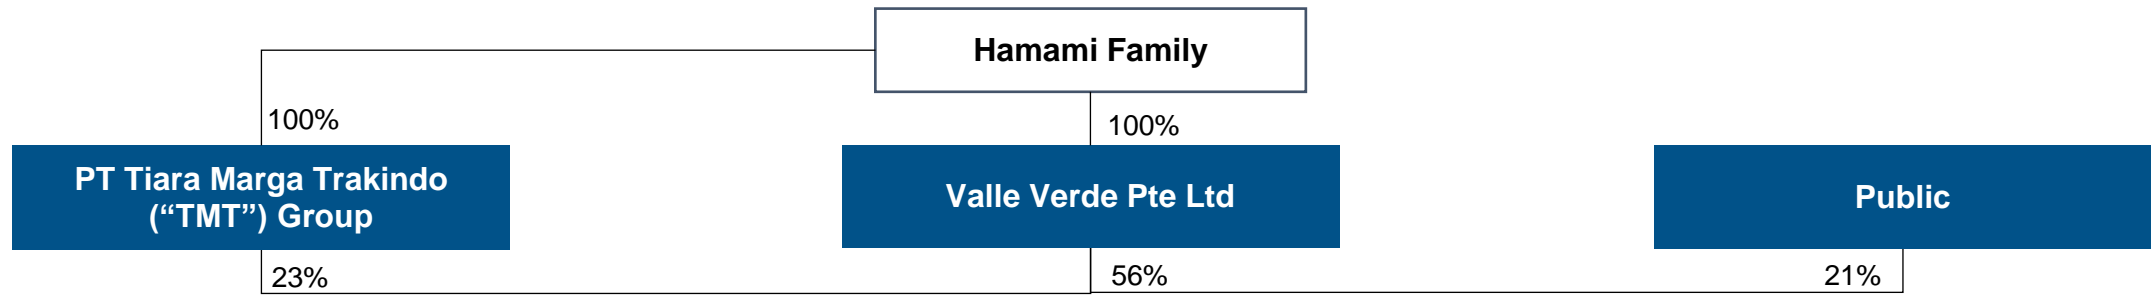 Hamami Family
100%
100%
PT Tiara Marga Trakindo
(“TMT”) Group
Valle Verde Pte Ltd
Public
23%
56%
21%